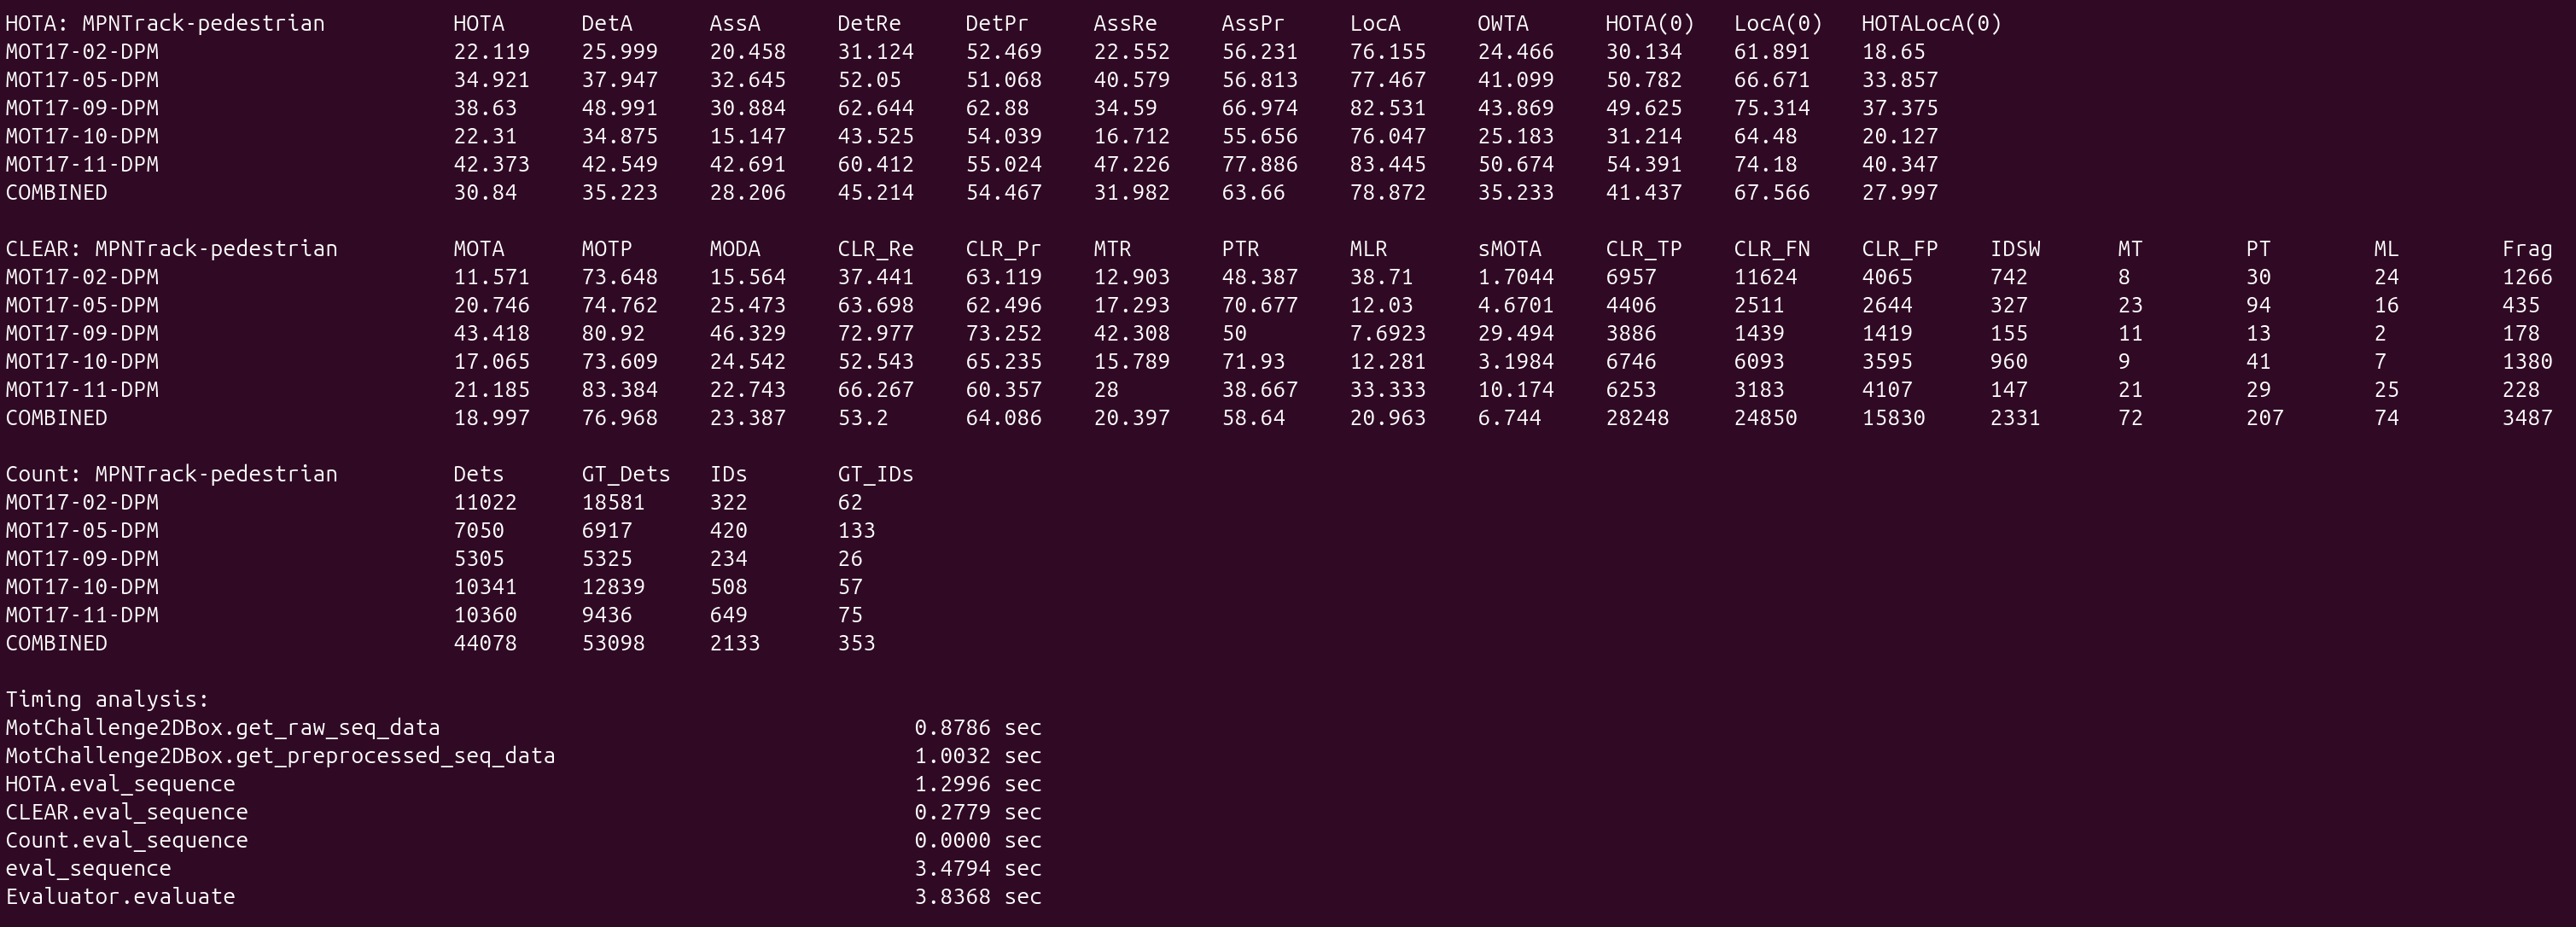 HOTA: MPNTrack-pedestrian HOTA DetA AssA DetRe DetPr AssRe AssPr LocA OWTA HOTA(0) LocA(0) HOTALocA(0)
MOT17-02-DPM 22.119 25.999 20.458 31.124 52.469 22.552 56.231 76.155 24.466 30.134 61.891 18.65
MOT17-05-DPM 34.921 37.947 32.645 52.05 51.068 40.579 56.813 77.467 41.099 50.782 66.671 33.857
MOT17-09-DPM 38.63 48.991 30.884 62.644 62.88 34.59 66.974 82.531 43.869 49.625 75.314 37.375
MOT17-10-DPM 22.31 34.875 15.147 43.525 54.039 16.712 55.656 76.047 25.183 31.214 64.48 20.127
MOT17-11-DPM 42.373 42.549 42.691 60.412 55.024 47.226 77.886 83.445 50.674 54.391 74.18 40.347
COMBINED 30.84 35.223 28.206 45.214 54.467 31.982 63.66 78.872 35.233 41.437 67.566 27.997
CLEAR: MPNTrack-pedestrian MOTA MOTP MODA CLR_Re CLR_Pr MTR PTR MLR sMOTA CLR_TP CLR_FN CLR_FP IDSW MT PT ML Frag
MOT17-02-DPM 11.571 73.648 15.564 37.441 63.119 12.903 48.387 38.71 1.7044 6957 11624 4065 742 8 30 24 1266
MOT17-05-DPM 20.746 74.762 25.473 63.698 62.496 17.293 70.677 12.03 4.6701 4406 2511 2644 327 23 94 16 435
MOT17-09-DPM 43.418 80.92 46.329 72.977 73.252 42.308 50 7.6923 29.494 3886 1439 1419 155 11 13 2 178
MOT17-10-DPM 17.065 73.609 24.542 52.543 65.235 15.789 71.93 12.281 3.1984 6746 6093 3595 960 9 41 7 1380
MOT17-11-DPM 21.185 83.384 22.743 66.267 60.357 28 38.667 33.333 10.174 6253 3183 4107 147 21 29 25 228
COMBINED 18.997 76.968 23.387 53.2 64.086 20.397 58.64 20.963 6.744 28248 24850 15830 2331 72 207 74 3487
Count: MPNTrack-pedestrian Dets GT_Dets IDs GT_IDs
MOT17-02-DPM 11022 18581 322 62
MOT17-05-DPM 7050 6917 420 133
MOT17-09-DPM 5305 5325 234 26
MOT17-10-DPM 10341 12839 508 57
MOT17-11-DPM 10360 9436 649 75
COMBINED 44078 53098 2133 353
Timing analysis:
MotChallenge2DBox.get_raw_seq_data 0.8786 sec
MotChallenge2DBox.get_preprocessed_seq_data 1.0032 sec
HOTA.eval_sequence 1.2996 sec
CLEAR.eval_sequence 0.2779 sec
Count.eval_sequence 0.0000 sec
eval_sequence 3.4794 sec
Evaluator.evaluate 3.8368 sec